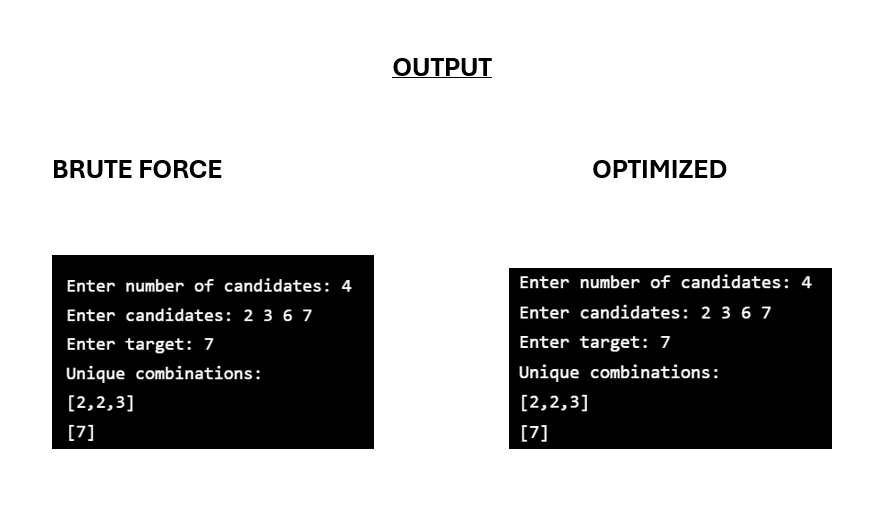 OUTPUT
BRUTE FORCE
Enter number of candidates: 4
Enter candidates: 2 3 6 7
Enter target: 7
Unique combinations:
[2,2,3]
[7]
OPTIMIZED
Enter number of candidates: 4
Enter candidates: 2 3 6 7
Enter target: 7
Unique combinations:
[2,2,3]
[7]